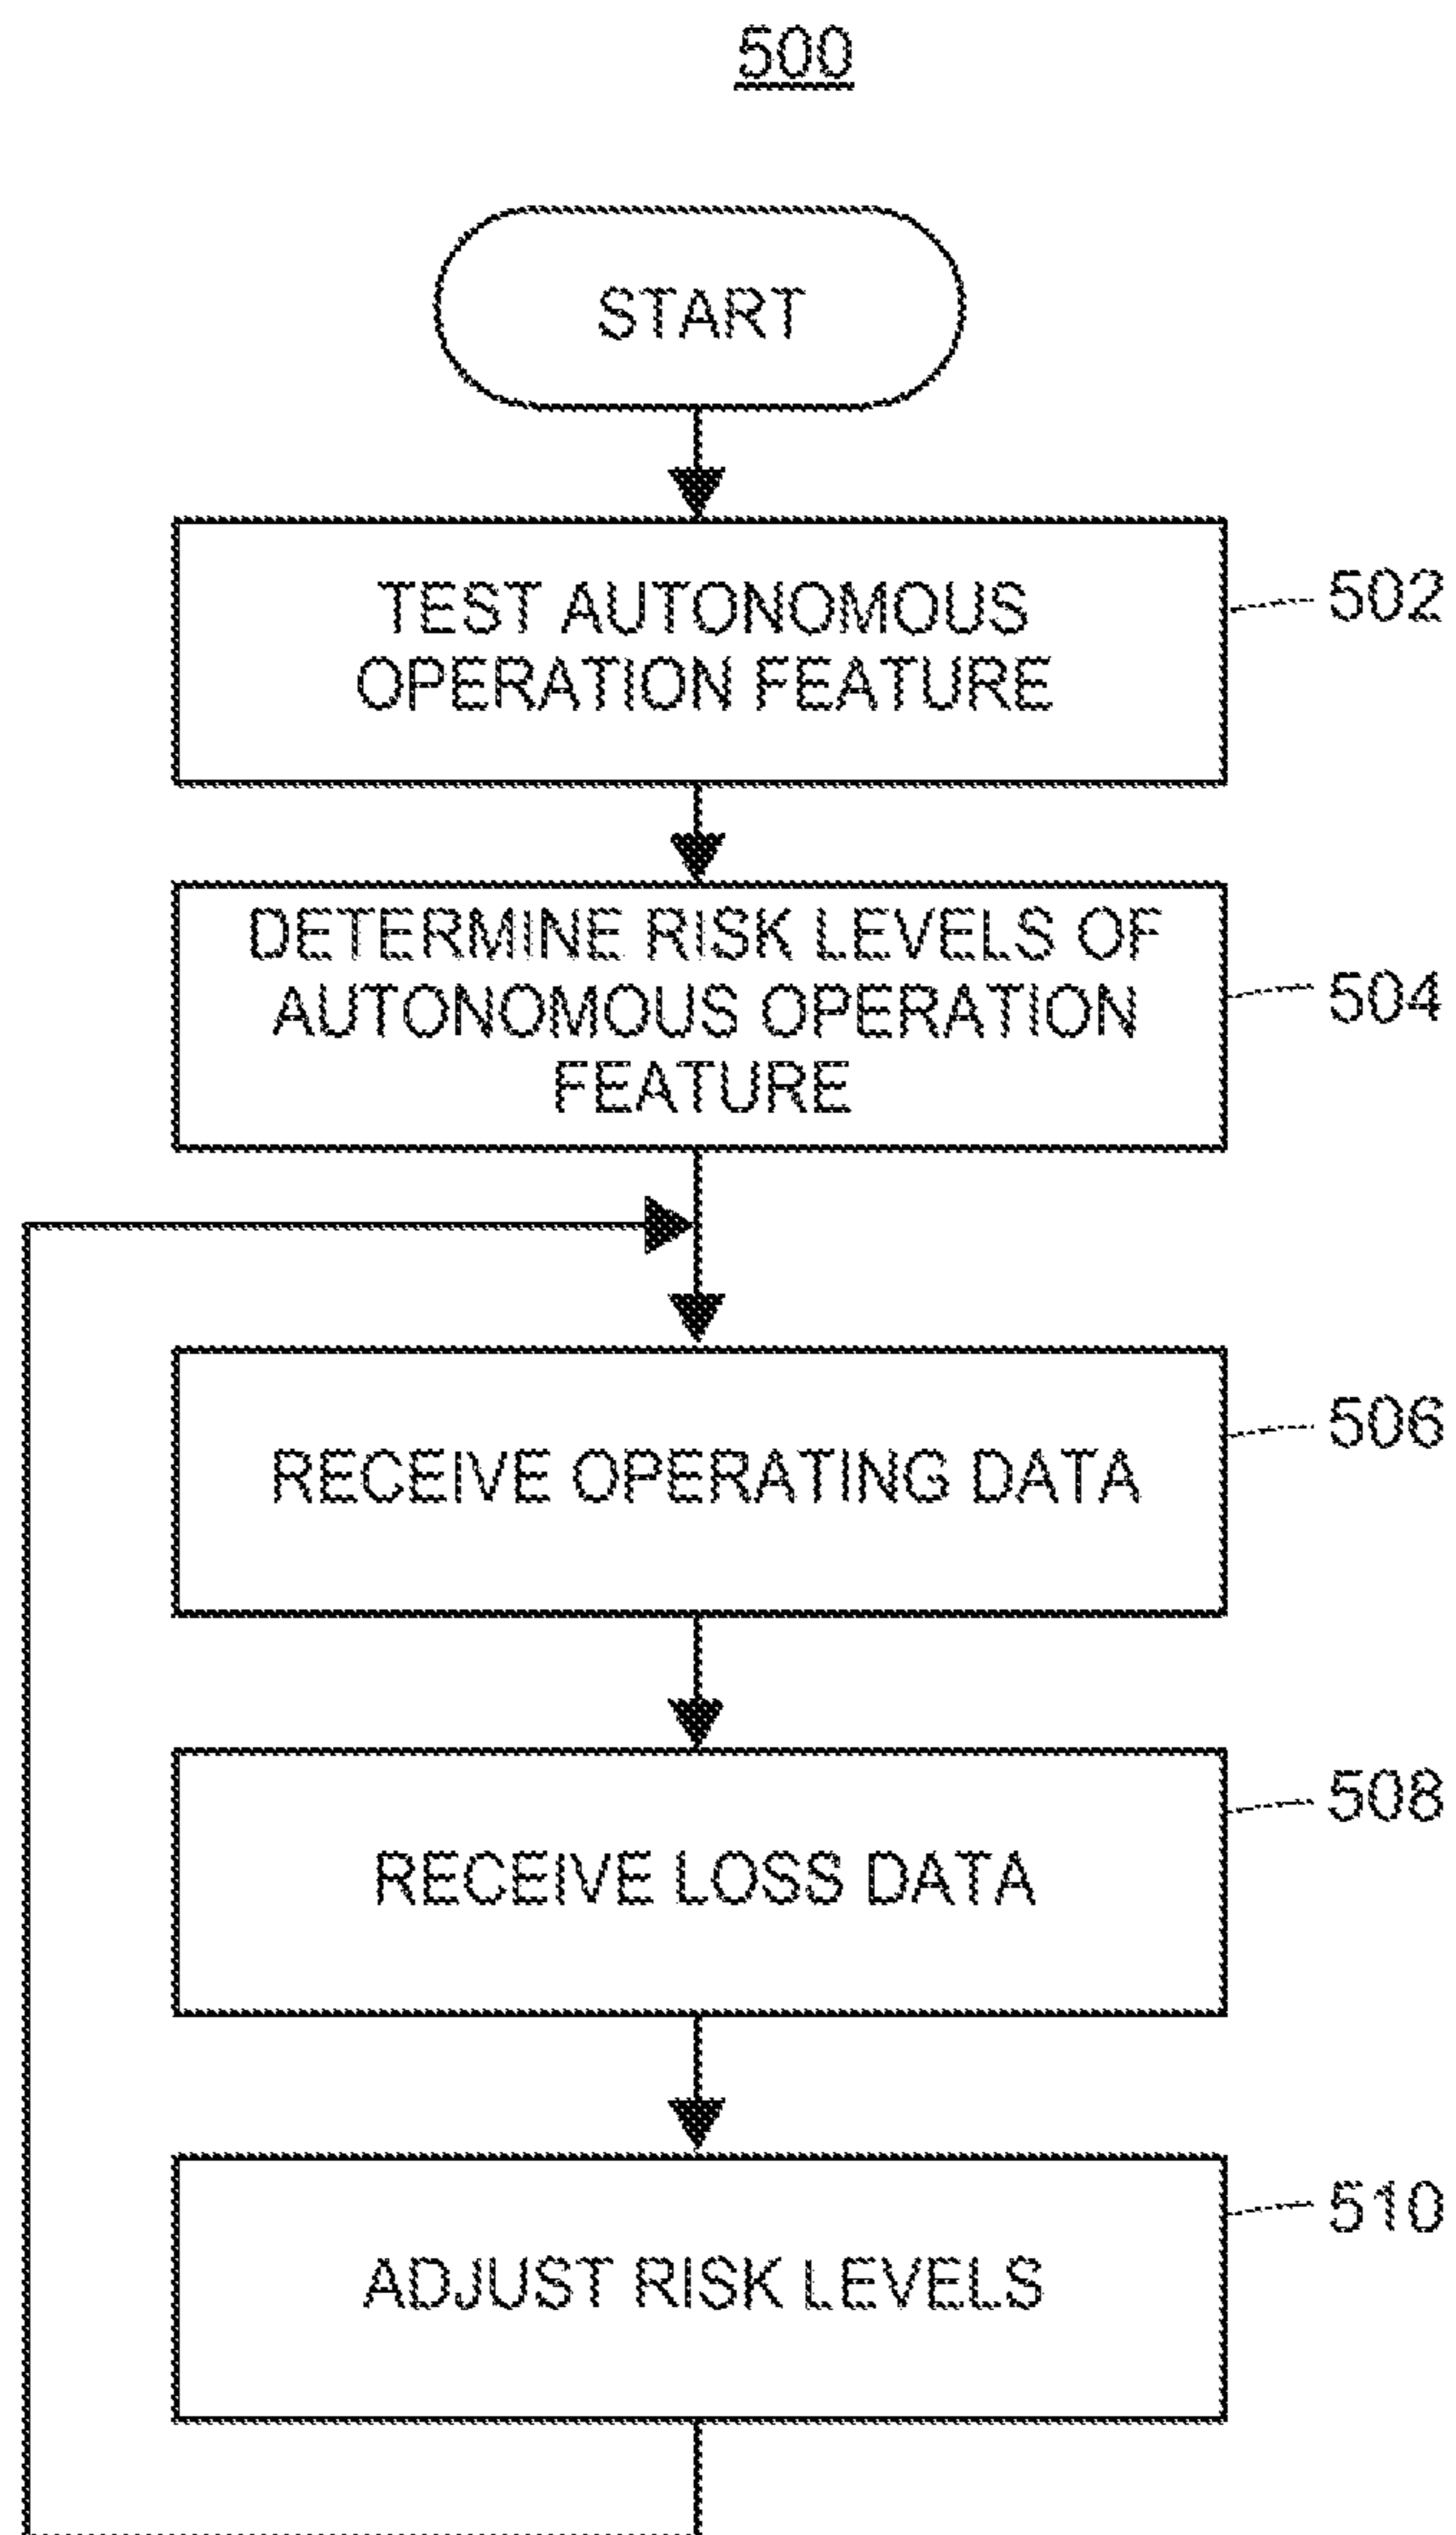 500
START
TEST AUTONOMOUS
OPERATION FEATURE
502
DETERMINE RISK LEVELS OF
AUTONOMOUS OPERATION
FEATURE
504
RECEIVE OPERATING DATA
506
RECEIVE LOSS DATA
508
ADJUST RISK LEVELS
510